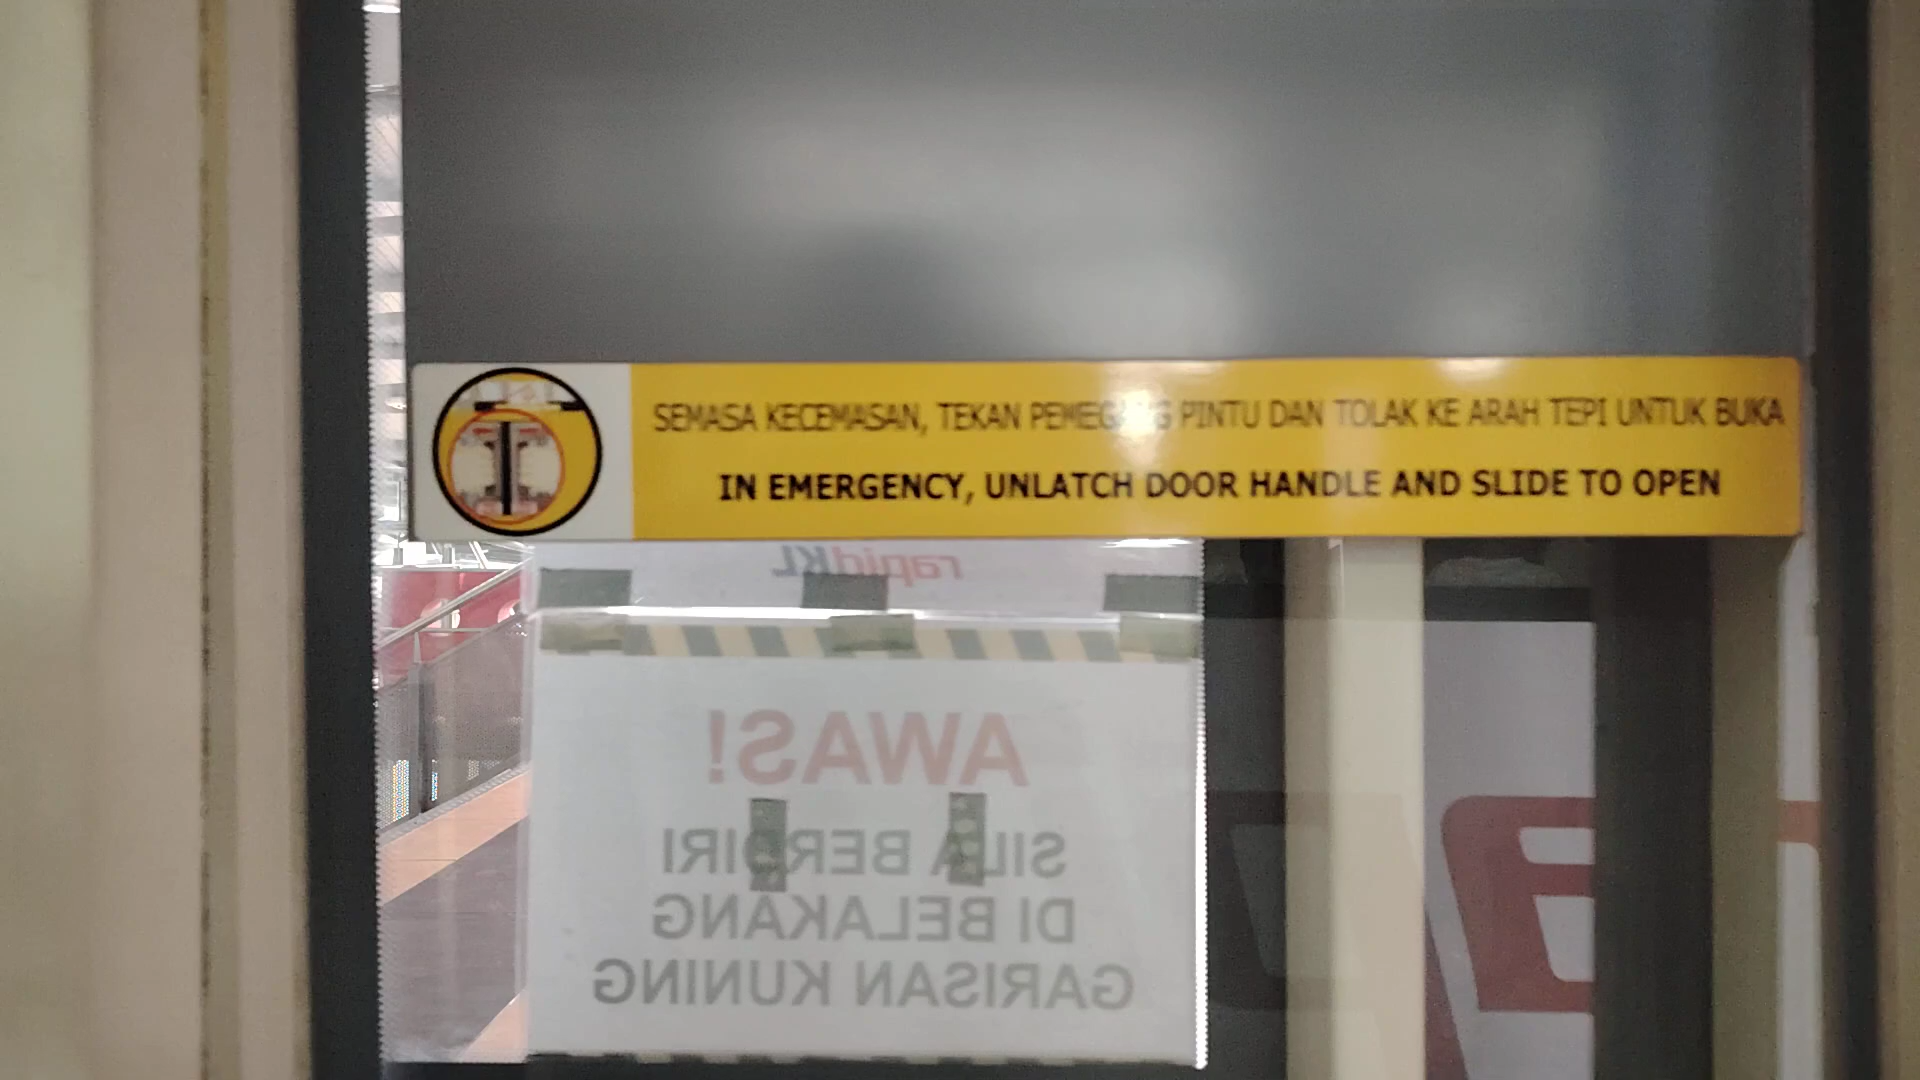 SEMASA KECEMASAN, TEKAN PEMEGANG PINTU DAN TOLAK KE ARAH TEPI UNTUK BUKA
IN EMERGENCY, UNLATCH DOOR HANDLE AND SLIDE TO OPEN
rapidKL
AWAS!
SILA BERDIRI
DI BELAKANG
GARISAN KUNING